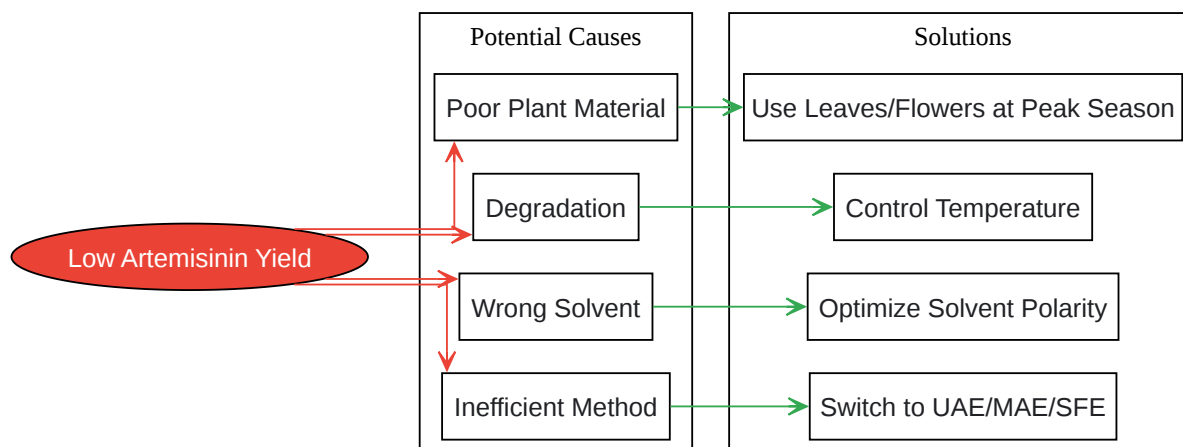 Potential Causes
Solutions
Poor Plant Material
Use Leaves/Flowers at Peak Season
Degradation
Control Temperature
Low Artemisinin Yield
Wrong Solvent
Optimize Solvent Polarity
Inefficient Method
Switch to UAE/MAE/SFE